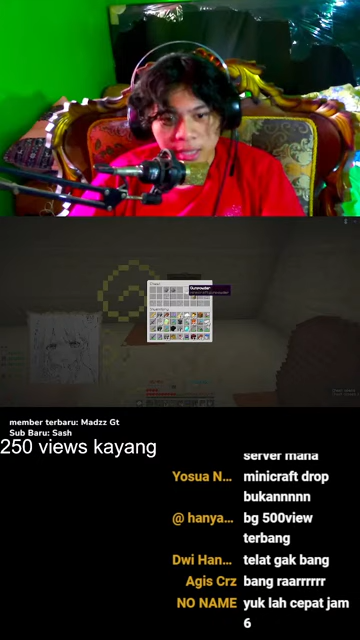 Gunpowder
member terbaru: Madzz Gt
Sub Baru: Sash
250 views kayang
server mana
Yosua N... minicraft drop
bukannnnn
@ hanya... bg 500view
terbang
Dwi Han... telat gak bang
Agis Crz bang raarrrrrr
NO NAME yuk lah cepat jam
6